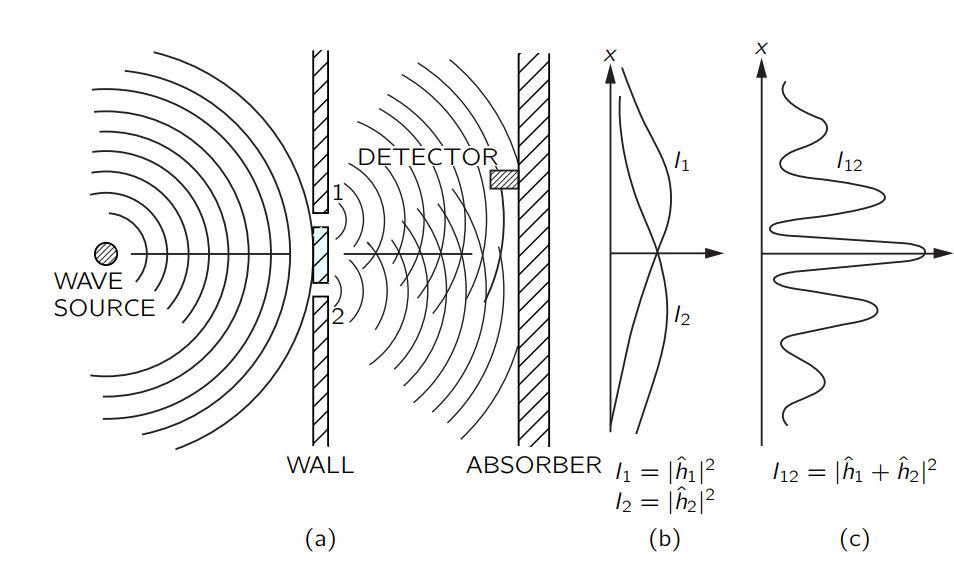 x
x
DETECTOR
I₁
I₁₂
1
WAVE
SOURCE
2
I₂
WALL
ABSORBER
I₁ = |ĥ₁|²
I₂ = |ĥ₂|²
I₁₂ = |ĥ₁ + ĥ₂|²
(a)
(b)
(c)